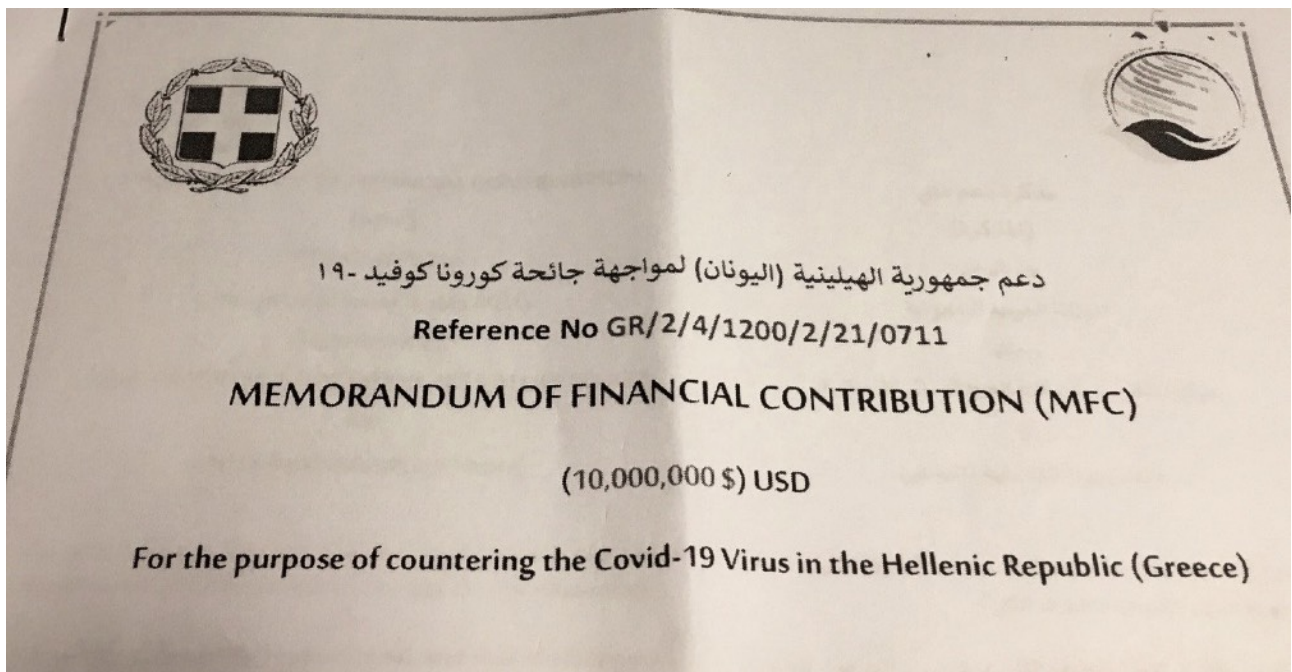 دعم جمهورية الهيلينية (اليونان) لمواجهة جائحة كورونا كوفيد -١٩
Reference No GR/2/4/1200/2/21/0711
MEMORANDUM OF FINANCIAL CONTRIBUTION (MFC)
(10,000,000 $) USD
For the purpose of countering the Covid-19 Virus in the Hellenic Republic (Greece)